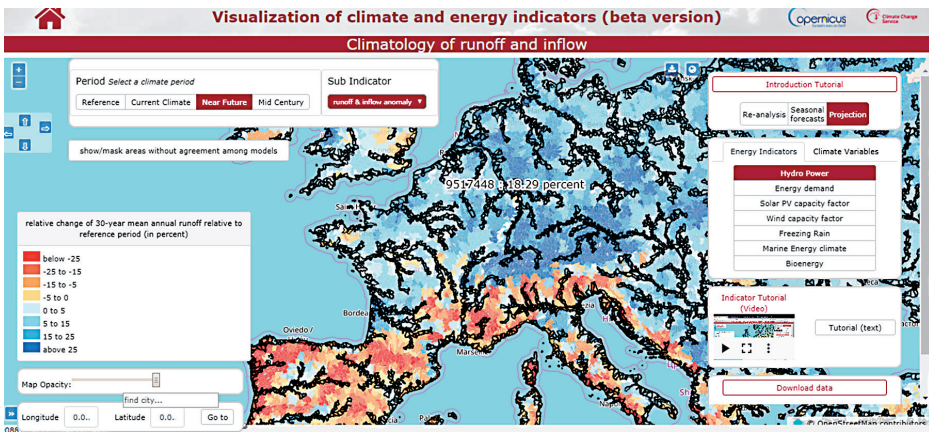 Visualization of climate and energy indicators (beta version)
opernicus
Climate Change
Service
Climatology of runoff and inflow
+
−
Period Select a climate period
Reference
Current Climate
Near Future
Mid Century
Sub Indicator
runoff & inflow anomaly ▼
show/mask areas without agreement among models
relative change of 30-year mean annual runoff relative to
reference period (in percent)
below -25
-25 to -15
-15 to -5
-5 to 0
0 to 5
5 to 15
15 to 25
above 25
Map Opacity:
find city...
Longitude 0.0.. Latitude 0.0.. Go to
9517448 : 18.29 percent
Bordea
Oviedo /
Marse
Nap
Introduction Tutorial
Re-analysis
Seasonal
forecasts
Projection
Energy Indicators
Climate Variables
Hydro Power
Energy demand
Solar PV capacity factor
Wind capacity factor
Freezing Rain
Marine Energy climate
Bioenergy
Indicator Tutorial
(Video)
Tutorial (text)
Download data
© OpenStreetMap contributors